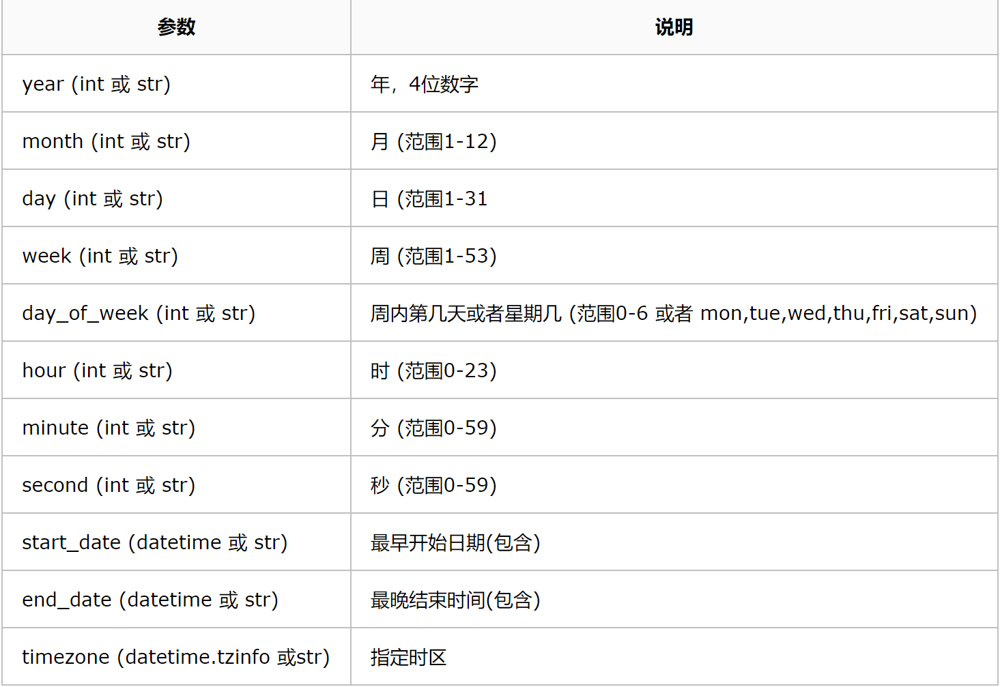 参数 说明
year (int 或 str) 年，4位数字
month (int 或 str) 月 (范围1-12)
day (int 或 str) 日 (范围1-31
week (int 或 str) 周 (范围1-53)
day_of_week (int 或 str) 周内第几天或者星期几 (范围0-6 或者 mon,tue,wed,thu,fri,sat,sun)
hour (int 或 str) 时 (范围0-23)
minute (int 或 str) 分 (范围0-59)
second (int 或 str) 秒 (范围0-59)
start_date (datetime 或 str) 最早开始日期(包含)
end_date (datetime 或 str) 最晚结束时间(包含)
timezone (datetime.tzinfo 或str) 指定时区